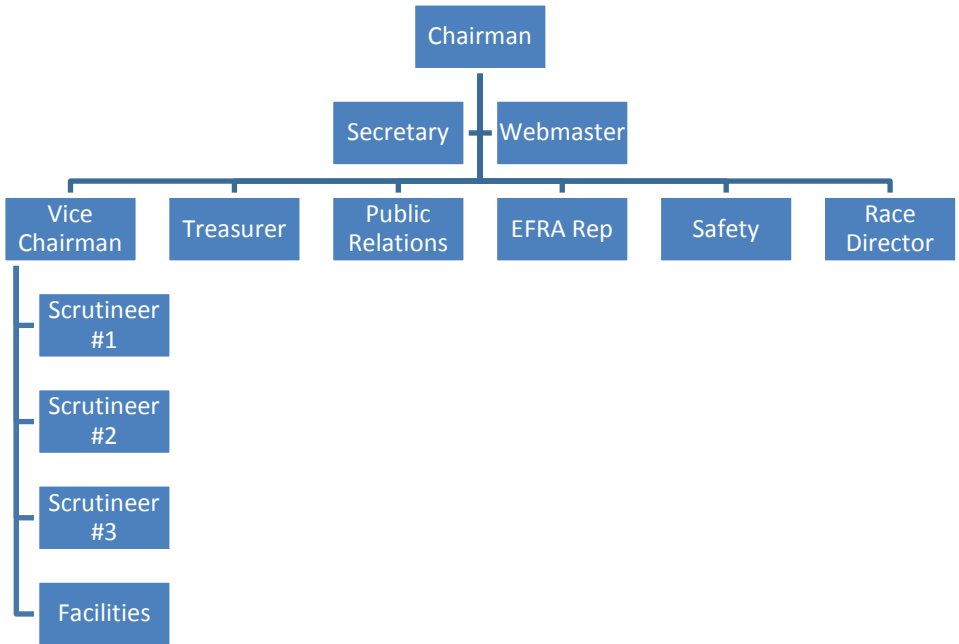 Chairman
Secretary
Webmaster
Vice
Chairman
Treasurer
Public
Relations
EFRA Rep
Safety
Race
Director
Scrutineer
#1
Scrutineer
#2
Scrutineer
#3
Facilities